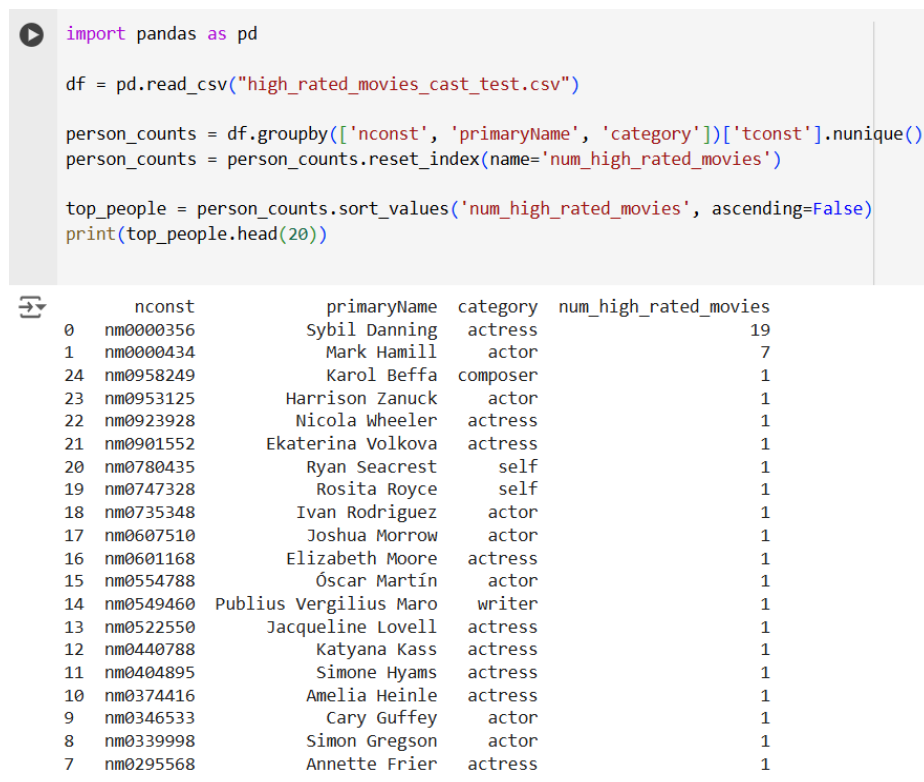 import pandas as pd
df = pd.read_csv("high_rated_movies_cast_test.csv")
person_counts = df.groupby(['nconst', 'primaryName', 'category'])['tconst'].nunique()
person_counts = person_counts.reset_index(name='num_high_rated_movies')
top_people = person_counts.sort_values('num_high_rated_movies', ascending=False)
print(top_people.head(20))
nconst primaryName category num_high_rated_movies
0 nm0000356 Sybil Danning actress 19
1 nm0000434 Mark Hamill actor 7
24 nm0958249 Karol Beffa composer 1
23 nm0953125 Harrison Zanuck actor 1
22 nm0923928 Nicola Wheeler actress 1
21 nm0901552 Ekaterina Volkova actress 1
20 nm0780435 Ryan Seacrest self 1
19 nm0747328 Rosita Royce self 1
18 nm0735348 Ivan Rodriguez actor 1
17 nm0607510 Joshua Morrow actor 1
16 nm0601168 Elizabeth Moore actress 1
15 nm0554788 Óscar Martín actor 1
14 nm0549460 Publius Vergilius Maro writer 1
13 nm0522550 Jacqueline Lovell actress 1
12 nm0440788 Katyana Kass actress 1
11 nm0404895 Simone Hyams actress 1
10 nm0374416 Amelia Heinle actress 1
9 nm0346533 Cary Guffey actor 1
8 nm0339998 Simon Gregson actor 1
7 nm0295568 Annette Frier actress 1